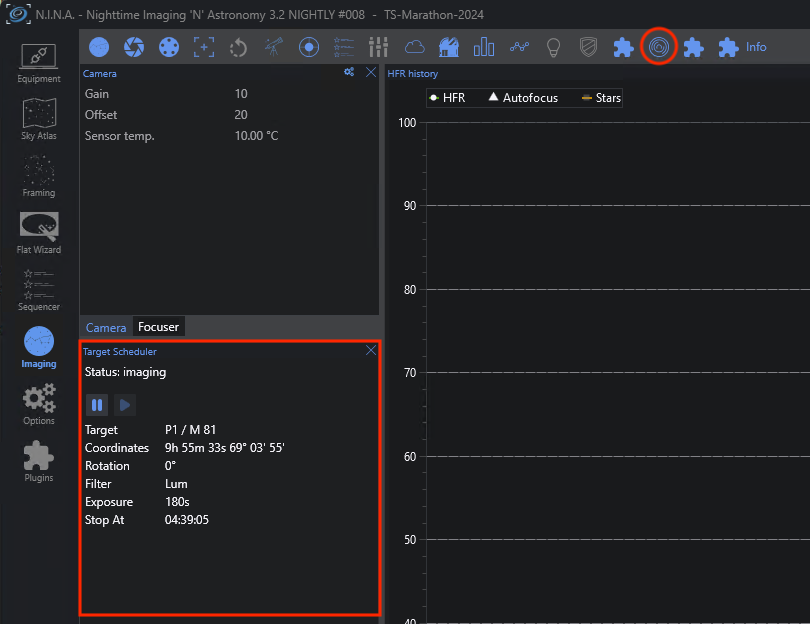 N.I.N.A. - Nighttime Imaging 'N' Astronomy 3.2 NIGHTLY #008 - TS-Marathon-2024
Equipment
Sky Atlas
Framing
Flat Wizard
Sequencer
Imaging
Options
Plugins
Info
Camera
Gain 10
Offset 20
Sensor temp. 10.00 °C
Camera Focuser
Target Scheduler
Status: imaging
Target P1 / M 81
Coordinates 9h 55m 33s 69° 03' 55'
Rotation 0°
Filter Lum
Exposure 180s
Stop At 04:39:05
HFR history
HFR Autofocus Stars
100
90
80
70
60
50
40